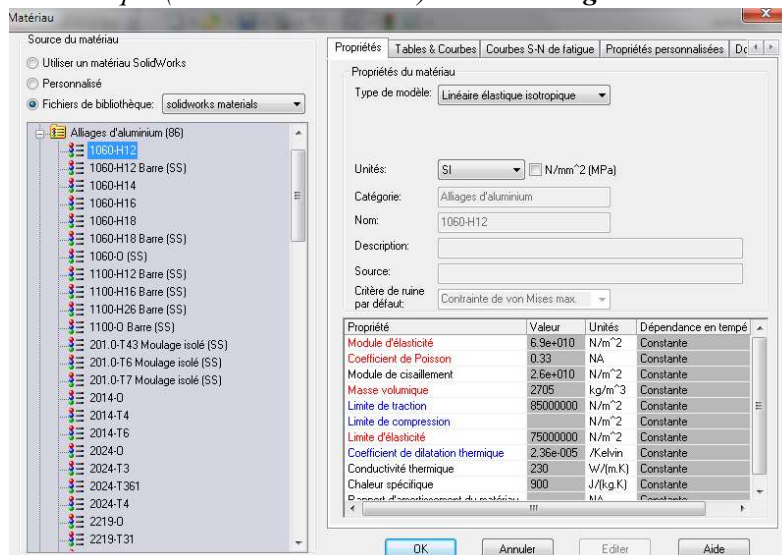 Matériau
Source du matériau
Utiliser un matériau SolidWorks
Personnalisé
Fichiers de bibliothèque: solidworks materials
Alliages d'aluminium (86)
1060-H12
1060-H12 Barre (SS)
1060-H14
1060-H16
1060-H18
1060-H18 Barre (SS)
1060-O (SS)
1100-H12 Barre (SS)
1100-H16 Barre (SS)
1100-H26 Barre (SS)
1100-O Barre (SS)
201.0-T43 Moulage isolé (SS)
201.0-T6 Moulage isolé (SS)
201.0-T7 Moulage isolé (SS)
2014-O
2014-T4
2014-T6
2024-O
2024-T3
2024-T361
2024-T4
2219-O
2219-T31
Propriétés Tables & Courbes Courbes S-N de fatigue Propriétés personnalisées
Propriétés du matériau
Type de modèle: Linéaire élastique isotropique
Unités: SI N/mm^2 (MPa)
Catégorie: Alliages d'aluminium
Nom: 1060-H12
Description:
Source:
Critère de ruine
par défaut: Contrainte de von Mises max.
Propriété Valeur Unités Dépendance en tempé
Module d'élasticité 6.9e+010 N/m^2 Constante
Coefficient de Poisson 0.33 NA Constante
Module de cisaillement 2.6e+010 N/m^2 Constante
Masse volumique 2705 kg/m^3 Constante
Limite de traction 85000000 N/m^2 Constante
Limite de compression N/m^2 Constante
Limite d'élasticité 75000000 N/m^2 Constante
Coefficient de dilatation thermique 2.36e-005 /Kelvin Constante
Conductivité thermique 230 W/(m.K) Constante
Chaleur spécifique 900 J/(kg.K) Constante
Rapport d'amortissement du matériau NA Constante
OK Annuler Editer Aide